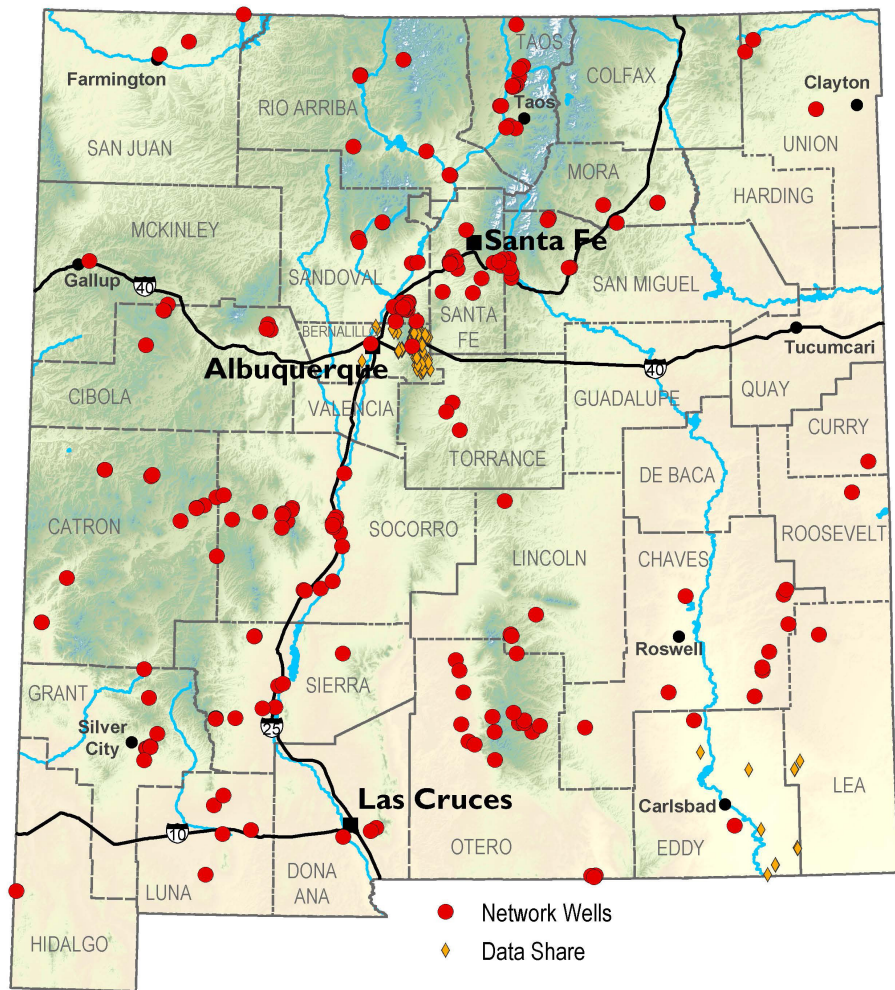 TAOS
COLFAX
Farmington
Clayton
RIO ARRIBA
Taos
SAN JUAN
UNION
MORA
HARDING
MCKINLEY
Santa Fe
Gallup
40
SANDOVAL
SAN MIGUEL
SANTA
FE
BERNALILLO
Tucumcari
Albuquerque
40
CIBOLA
VALENCIA
GUADALUPE
QUAY
CURRY
TORRANCE
DE BACA
CATRON
SOCORRO
ROOSEVELT
LINCOLN
CHAVES
Roswell
GRANT
SIERRA
Silver
City
25
LEA
Las Cruces
Carlsbad
10
OTERO
EDDY
LUNA
DONA
ANA
Network Wells
HIDALGO
Data Share